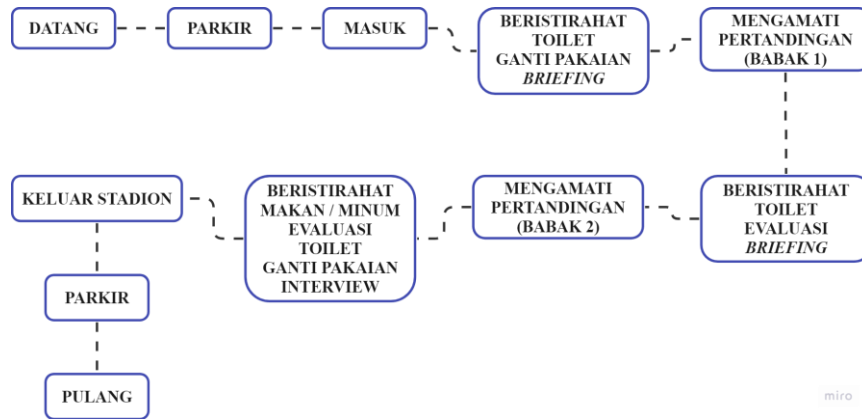 DATANG
PARKIR
MASUK
BERISTIRAHAT
TOILET
GANTI PAKAIAN
BRIEFING
MENGAMATI
PERTANDINGAN
(BABAK 1)
BERISTIRAHAT
TOILET
EVALUASI
BRIEFING
MENGAMATI
PERTANDINGAN
(BABAK 2)
BERISTIRAHAT
MAKAN / MINUM
EVALUASI
TOILET
GANTI PAKAIAN
INTERVIEW
KELUAR STADION
PARKIR
PULANG
miro